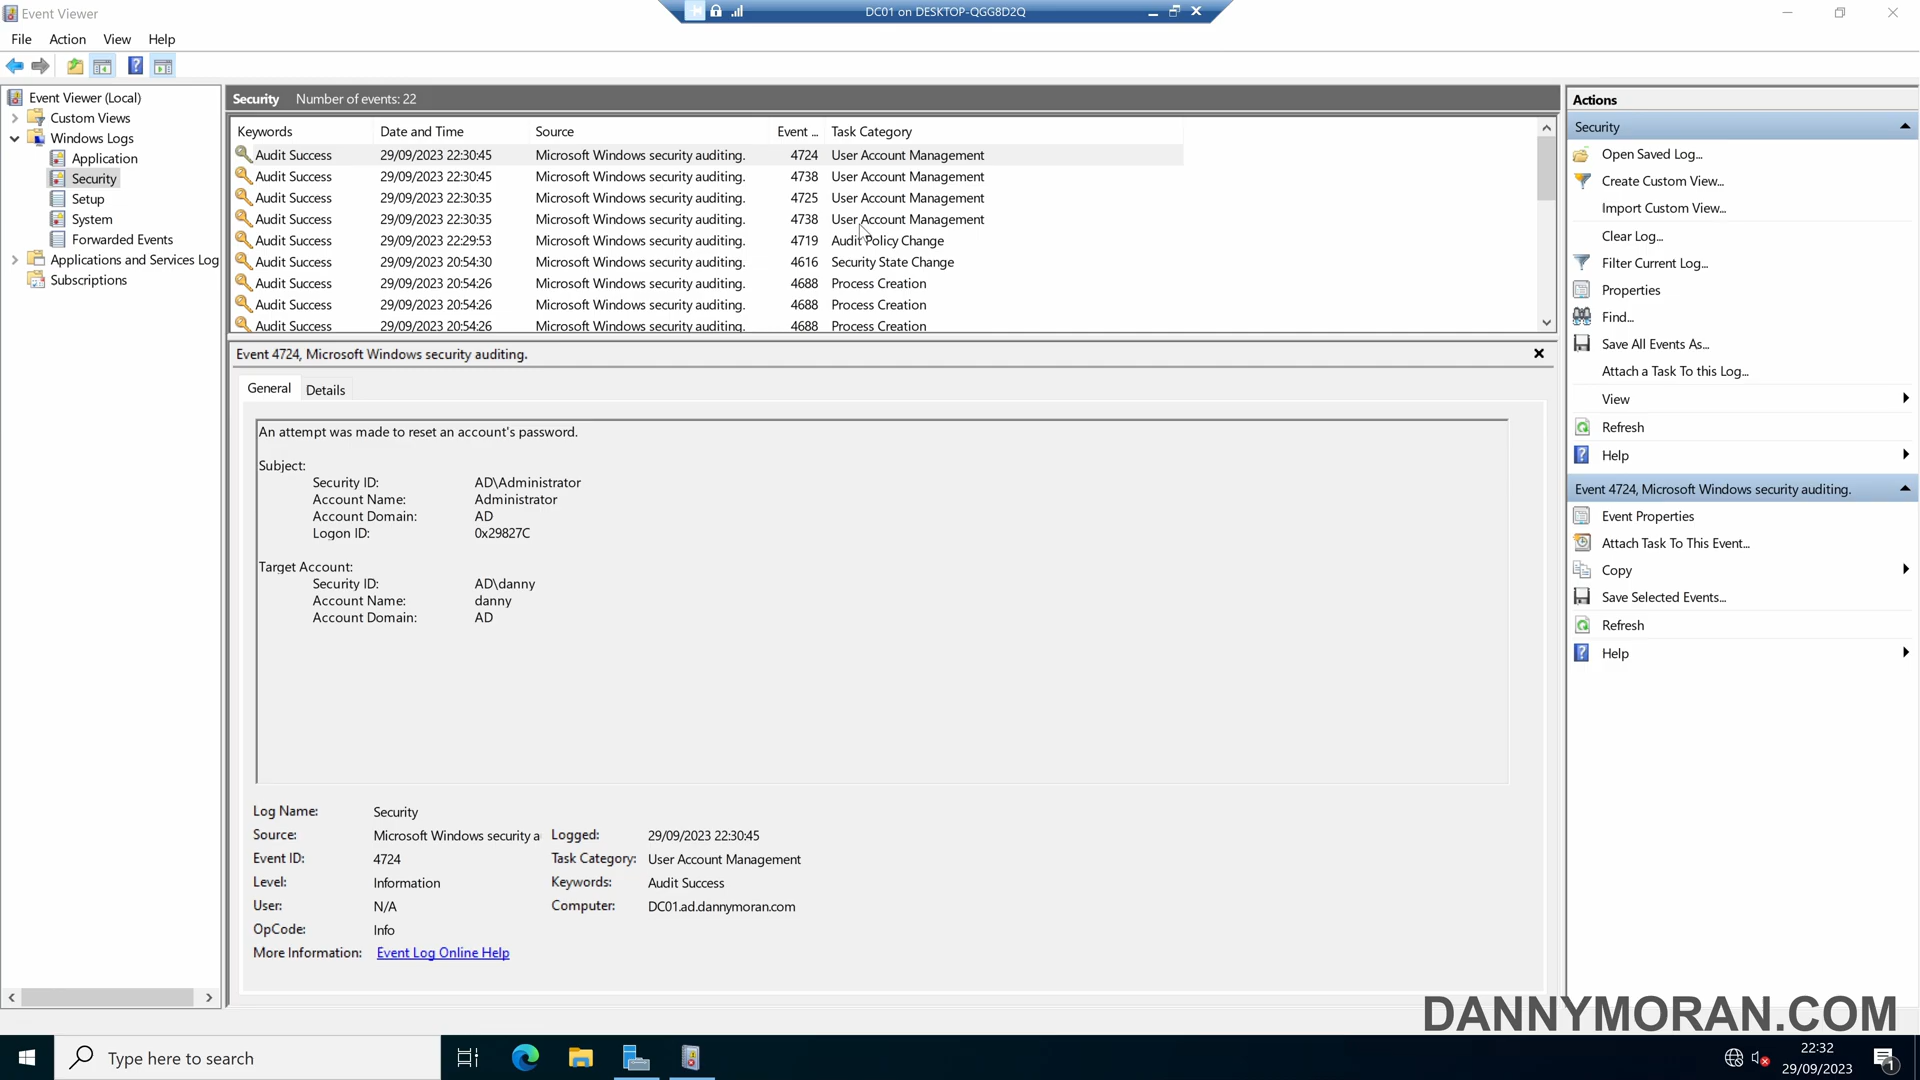 Event Viewer
DC01 on DESKTOP-QGG8D2Q
File Action View Help
Event Viewer (Local)
Custom Views
Windows Logs
Application
Security
Setup
System
Forwarded Events
Applications and Services Log
Subscriptions
Security Number of events: 22
Keywords Date and Time Source Event ... Task Category
Audit Success 29/09/2023 22:30:45 Microsoft Windows security auditing. 4724 User Account Management
Audit Success 29/09/2023 22:30:45 Microsoft Windows security auditing. 4738 User Account Management
Audit Success 29/09/2023 22:30:35 Microsoft Windows security auditing. 4725 User Account Management
Audit Success 29/09/2023 22:30:35 Microsoft Windows security auditing. 4738 User Account Management
Audit Success 29/09/2023 22:29:53 Microsoft Windows security auditing. 4719 Audit Policy Change
Audit Success 29/09/2023 20:54:30 Microsoft Windows security auditing. 4616 Security State Change
Audit Success 29/09/2023 20:54:26 Microsoft Windows security auditing. 4688 Process Creation
Audit Success 29/09/2023 20:54:26 Microsoft Windows security auditing. 4688 Process Creation
Audit Success 29/09/2023 20:54:26 Microsoft Windows security auditing. 4688 Process Creation
Event 4724, Microsoft Windows security auditing.
General Details
An attempt was made to reset an account's password.
Subject:
Security ID: AD\Administrator
Account Name: Administrator
Account Domain: AD
Logon ID: 0x29827C
Target Account:
Security ID: AD\danny
Account Name: danny
Account Domain: AD
Log Name: Security
Source: Microsoft Windows security a Logged: 29/09/2023 22:30:45
Event ID: 4724 Task Category: User Account Management
Level: Information Keywords: Audit Success
User: N/A Computer: DC01.ad.dannymoran.com
OpCode: Info
More Information: Event Log Online Help
Actions
Security
Open Saved Log...
Create Custom View...
Import Custom View...
Clear Log...
Filter Current Log...
Properties
Find...
Save All Events As...
Attach a Task To this Log...
View
Refresh
Help
Event 4724, Microsoft Windows security auditing.
Event Properties
Attach Task To This Event...
Copy
Save Selected Events...
Refresh
Help
DANNYMORAN.COM
Type here to search
22:32
29/09/2023
1